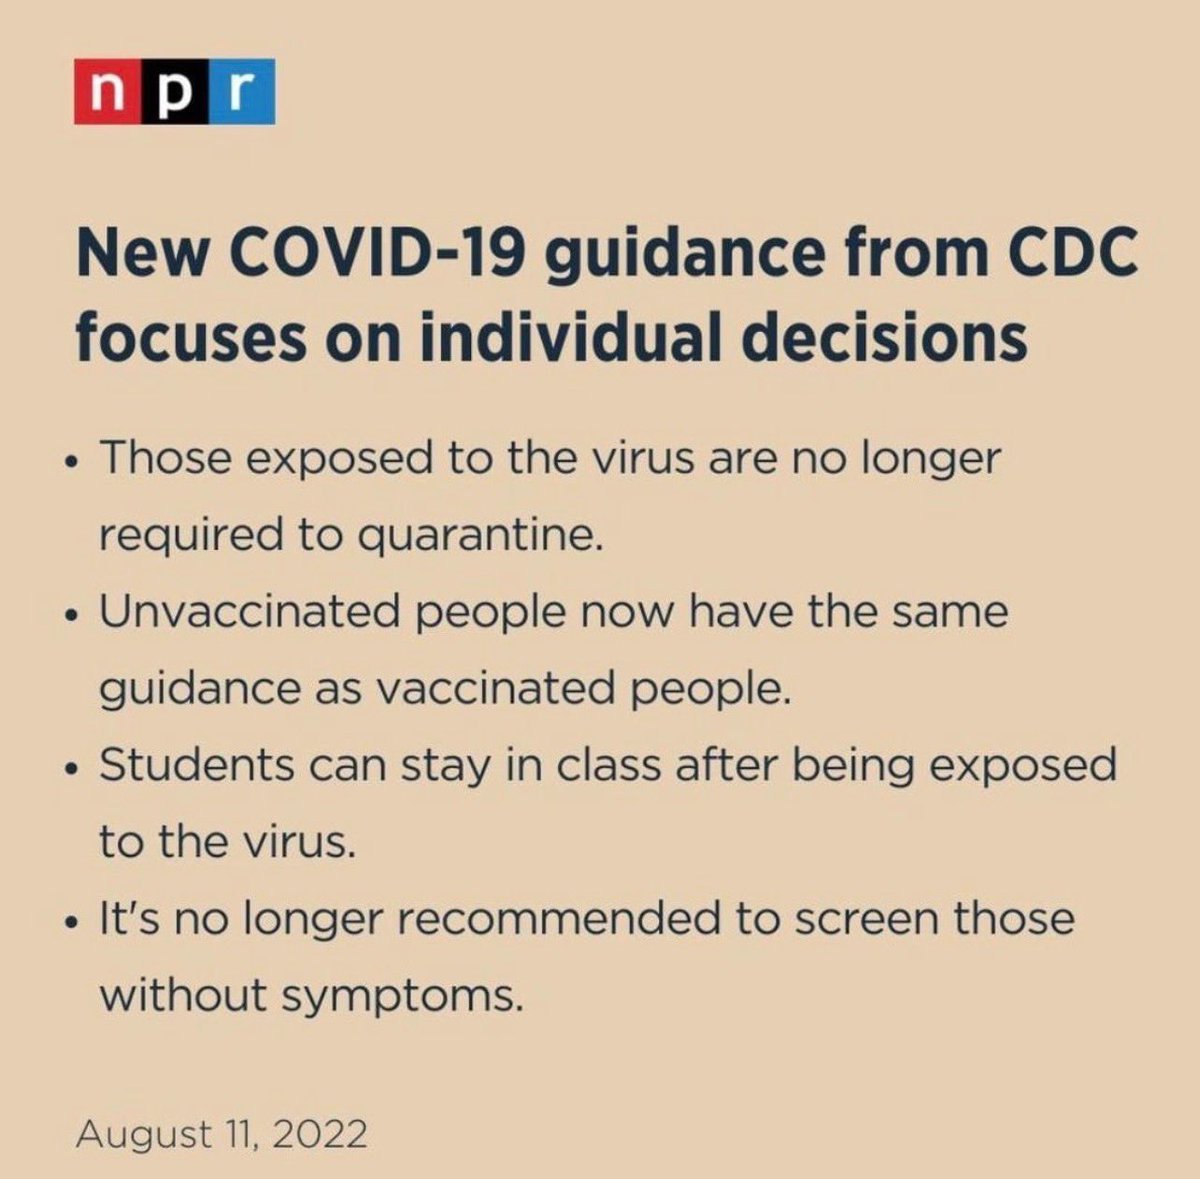 npr
New COVID-19 guidance from CDC
focuses on individual decisions
• Those exposed to the virus are no longer
required to quarantine.
• Unvaccinated people now have the same
guidance as vaccinated people.
• Students can stay in class after being exposed
to the virus.
• It's no longer recommended to screen those
without symptoms.
August 11, 2022